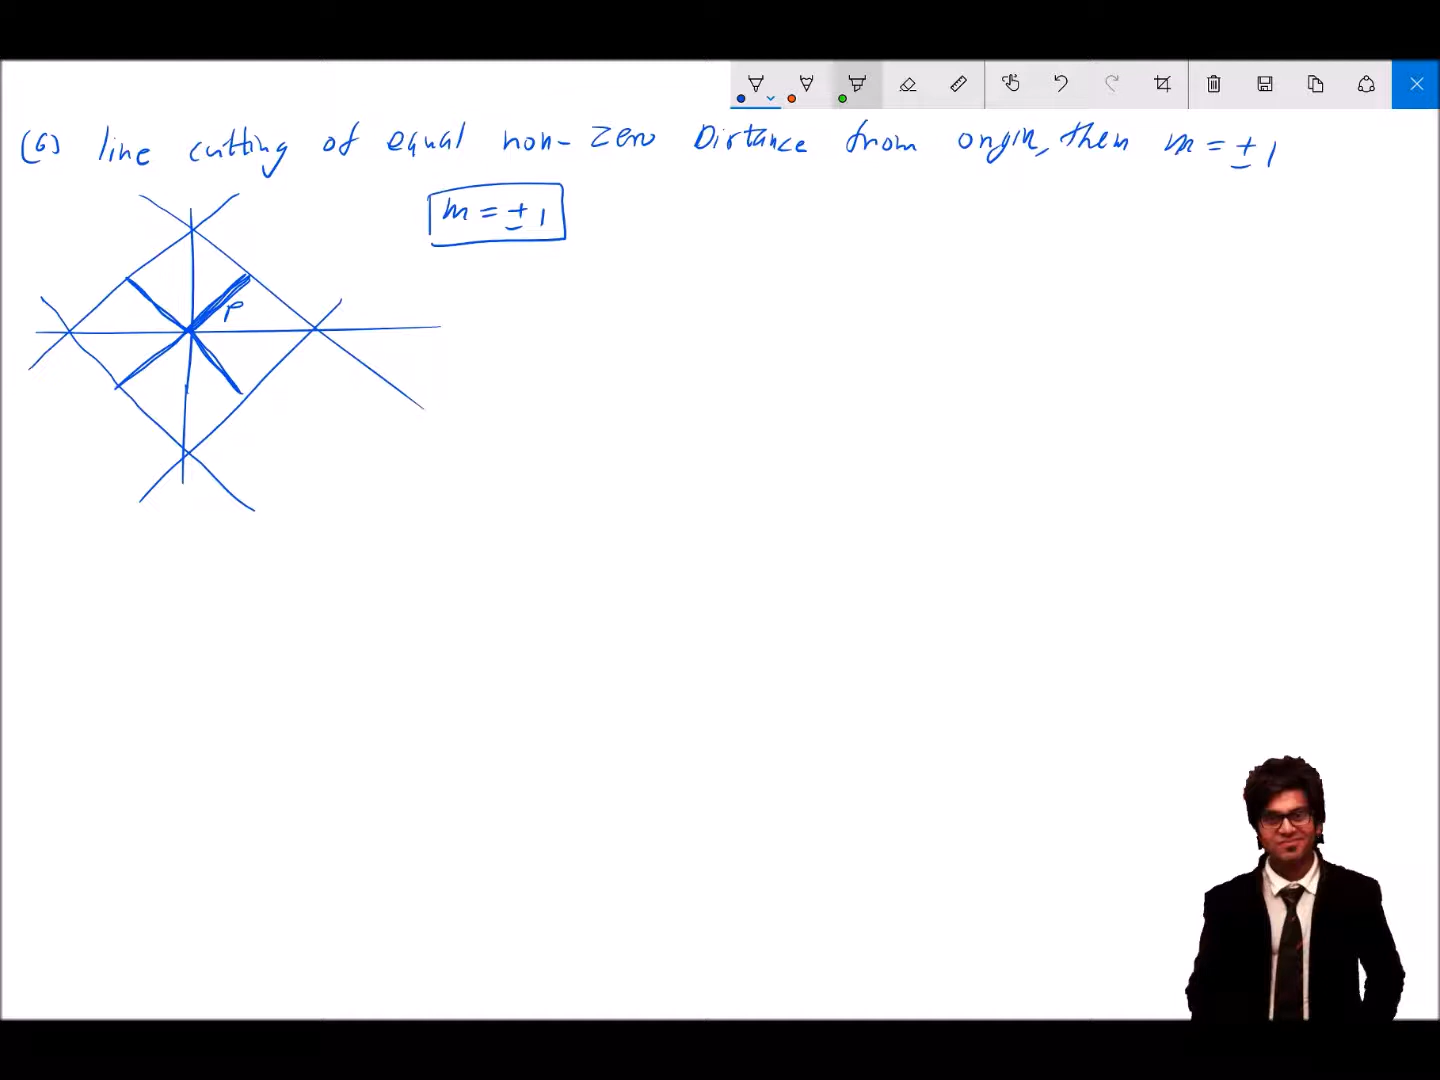 (6) line cutting of equal non-zero Distance from origin, then m = ± 1
m = ± 1
P